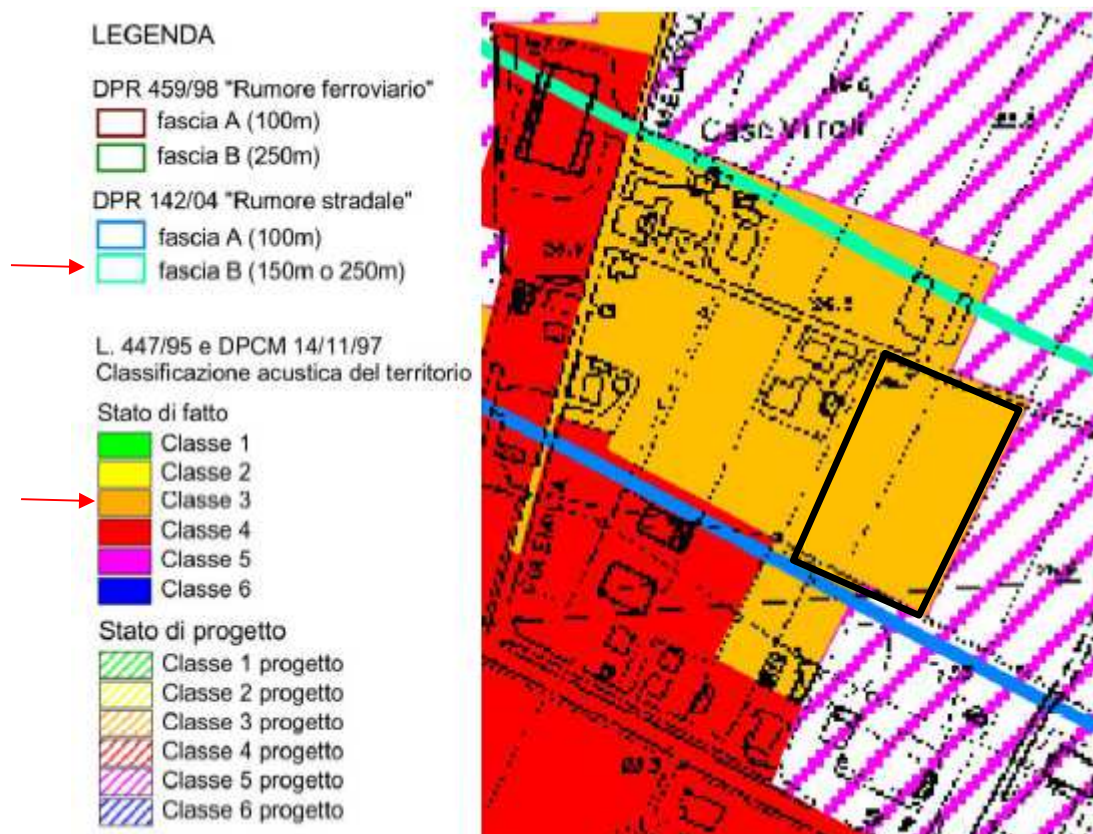 LEGENDA
DPR 459/98 "Rumore ferroviario"
fascia A (100m)
fascia B (250m)
DPR 142/04 "Rumore stradale"
fascia A (100m)
fascia B (150m o 250m)
L. 447/95 e DPCM 14/11/97
Classificazione acustica del territorio
Stato di fatto
Classe 1
Classe 2
Classe 3
Classe 4
Classe 5
Classe 6
Stato di progetto
Classe 1 progetto
Classe 2 progetto
Classe 3 progetto
Classe 4 progetto
Classe 5 progetto
Classe 6 progetto
Case